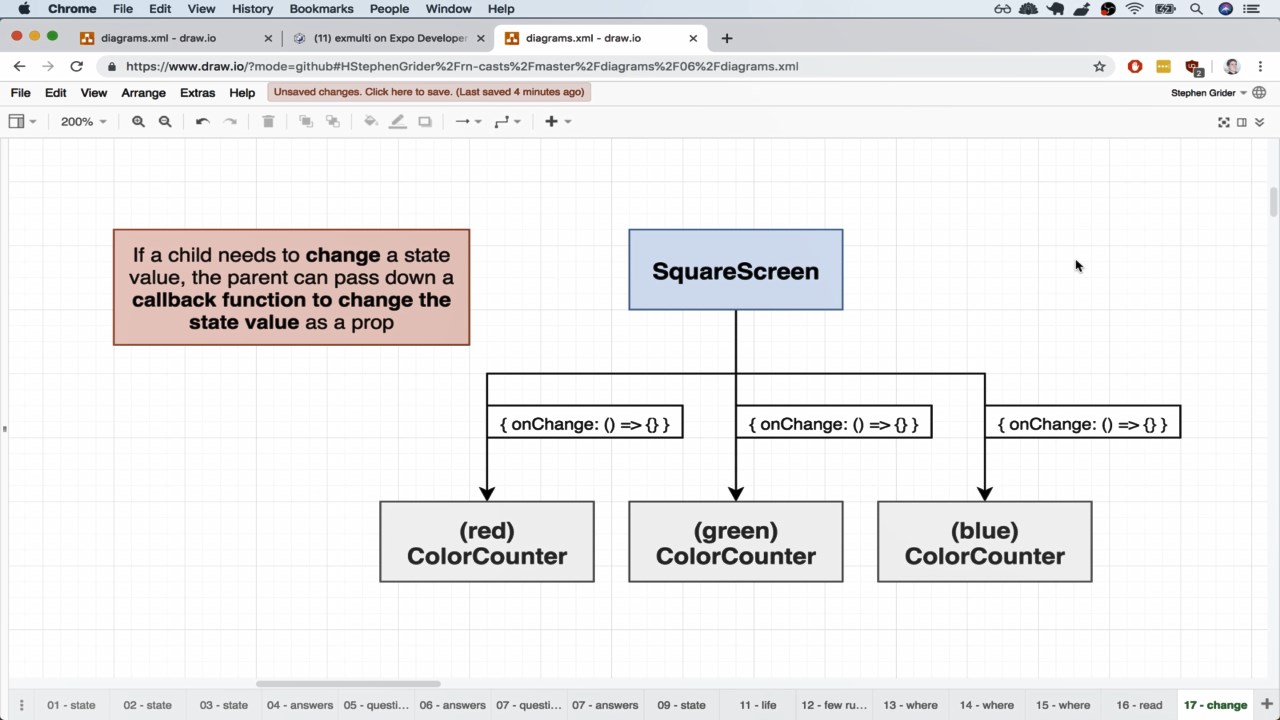 Chrome File Edit View History Bookmarks People Window Help
diagrams.xml - draw.io
(11) exmulti on Expo Developer
diagrams.xml - draw.io
https://www.draw.io/?mode=github#HStephenGrider%2Frn-casts%2Fmaster%2Fdiagrams%2F06%2Fdiagrams.xml
2
File Edit View Arrange Extras Help Unsaved changes. Click here to save. (Last saved 4 minutes ago) Stephen Grider
200%
If a child needs to change a state
value, the parent can pass down a
callback function to change the
state value as a prop
SquareScreen
{ onChange: () => {} } { onChange: () => {} } { onChange: () => {} }
(red)
ColorCounter
(green)
ColorCounter
(blue)
ColorCounter
01 - state 02 - state 03 - state 04 - answers 05 - questi... 06 - answers 07 - questi... 07 - answers 09 - state 11 - life 12 - few ru... 13 - where 14 - where 15 - where 16 - read 17 - change